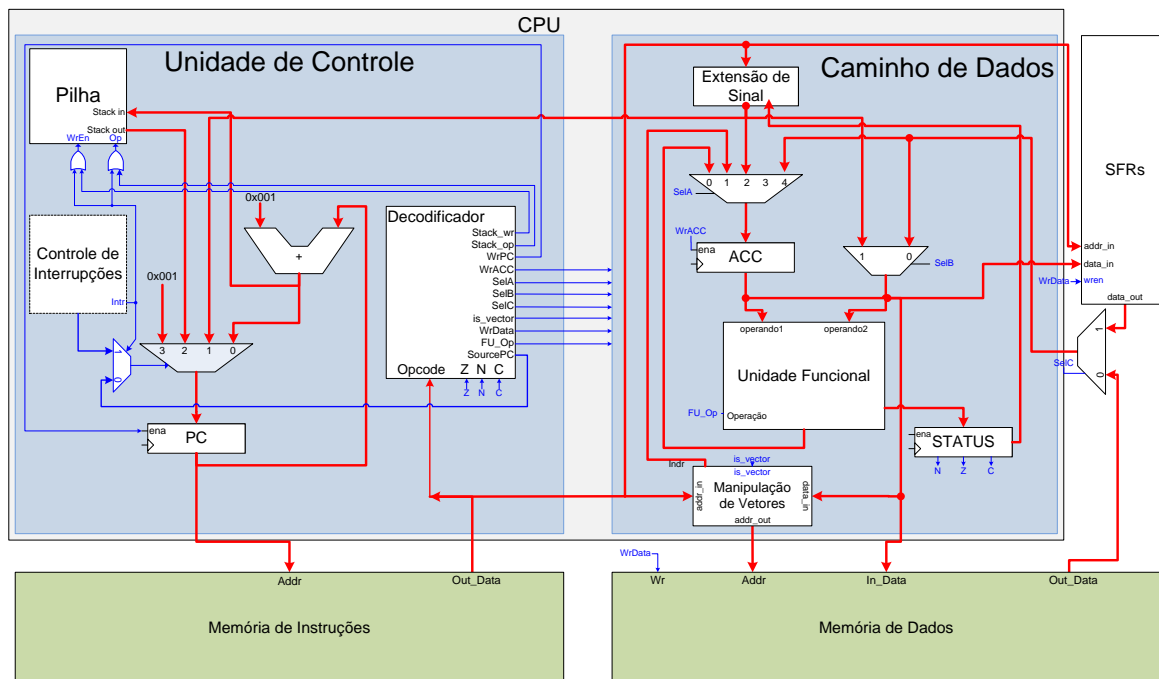 CPU
Unidade de Controle
Pilha
Stack in
Stack out
WrEn
Op
Controle de
Interrupções
Intr
0x001
0x001
+
3
2
1
0
1
0
ena
PC
Decodificador
Stack_wr
Stack_op
WrPC
WrACC
SelA
SelB
SelC
is_vector
WrData
FU_Op
SourcePC
Opcode
Z N C
Z
N
C
Caminho de Dados
Extensão de
Sinal
0
1
2
3
4
SelA
WrACC
ena
ACC
1
0
SelB
operando1
operando2
Unidade Funcional
FU_Op
Operação
ena
STATUS
N
Z
C
Indr
is_vector
is_vector
addr_in
Manipulação
de Vetores
data_in
addr_out
SFRs
addr_in
data_in
WrData
wren
data_out
1
0
SelC
Addr
Out_Data
Memória de Instruções
WrData
Wr
Addr
In_Data
Out_Data
Memória de Dados